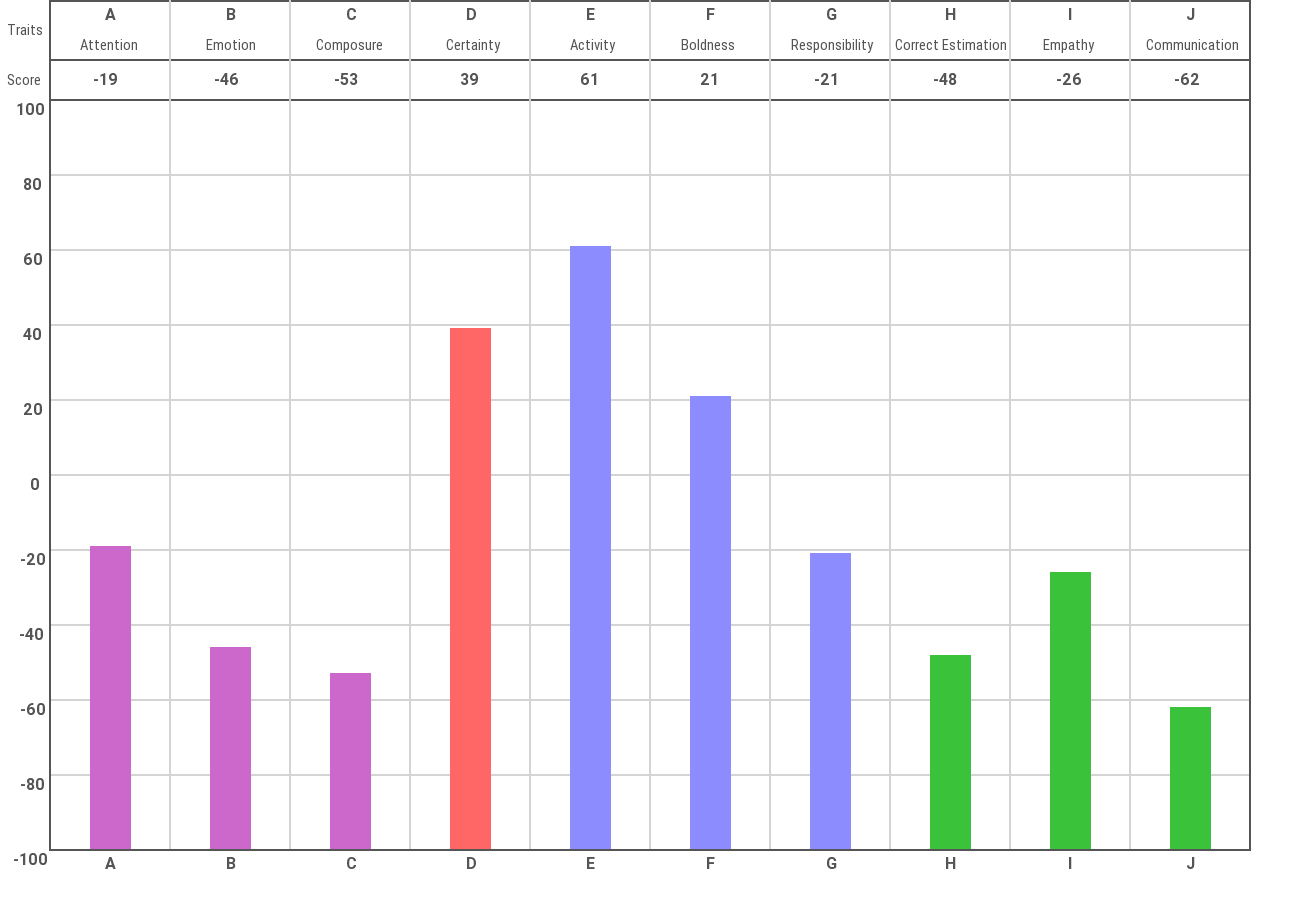 A B C D E F G H I J
Traits
Attention Emotion Composure Certainty Activity Boldness Responsibility Correct Estimation Empathy Communication
Score -19 -46 -53 39 61 21 -21 -48 -26 -62
100
80
60
40
20
0
-20
-40
-60
-80
-100
A B C D E F G H I J